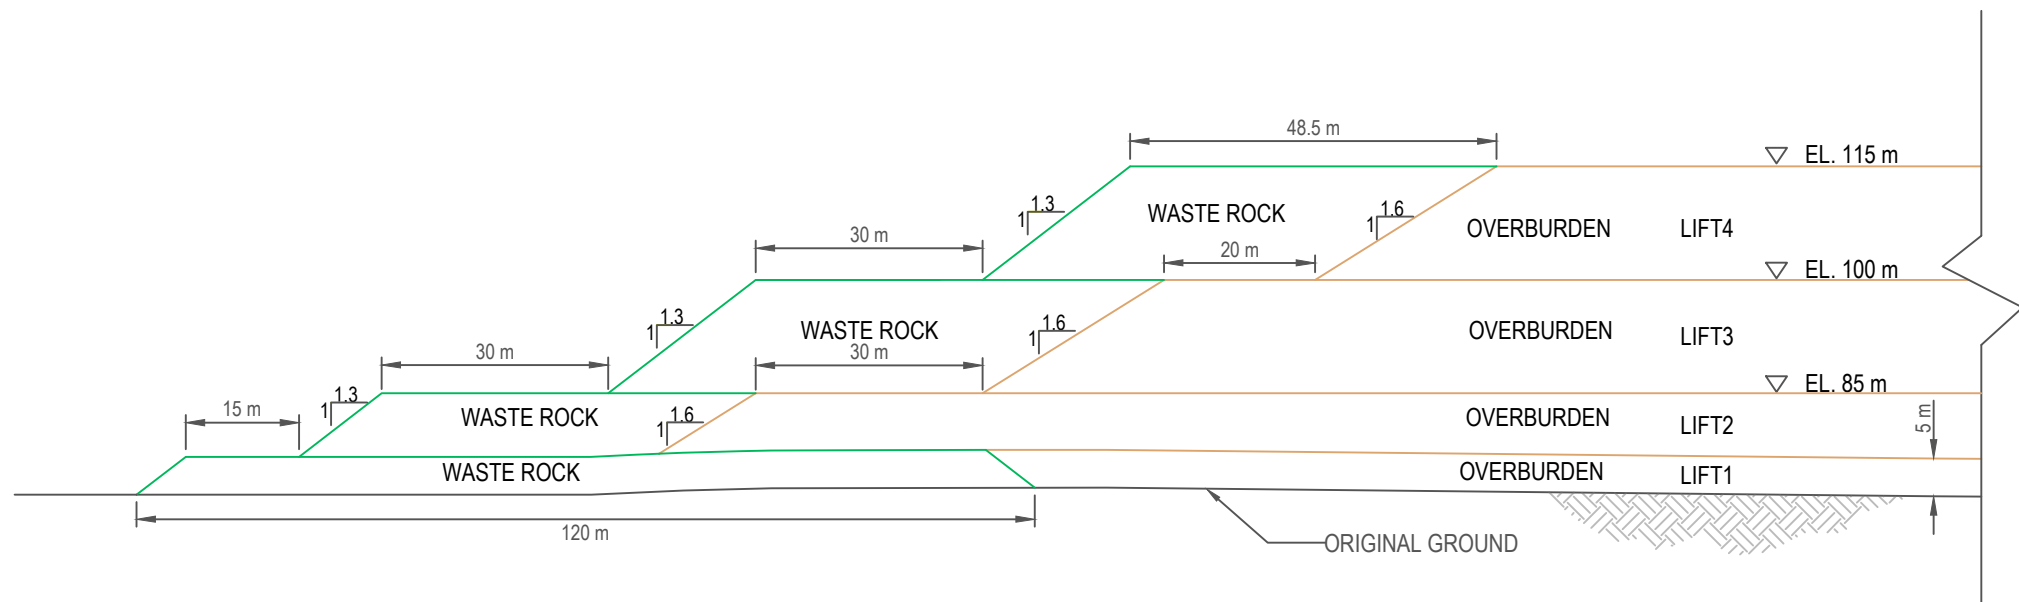 48.5 m
EL. 115 m
1
1.3
WASTE ROCK
1
1.6
OVERBURDEN
LIFT4
30 m
20 m
EL. 100 m
1
1.3
WASTE ROCK
1
1.6
OVERBURDEN
LIFT3
30 m
30 m
EL. 85 m
15 m
1
1.3
WASTE ROCK
1
1.6
OVERBURDEN
LIFT2
5 m
WASTE ROCK
OVERBURDEN
LIFT1
120 m
ORIGINAL GROUND